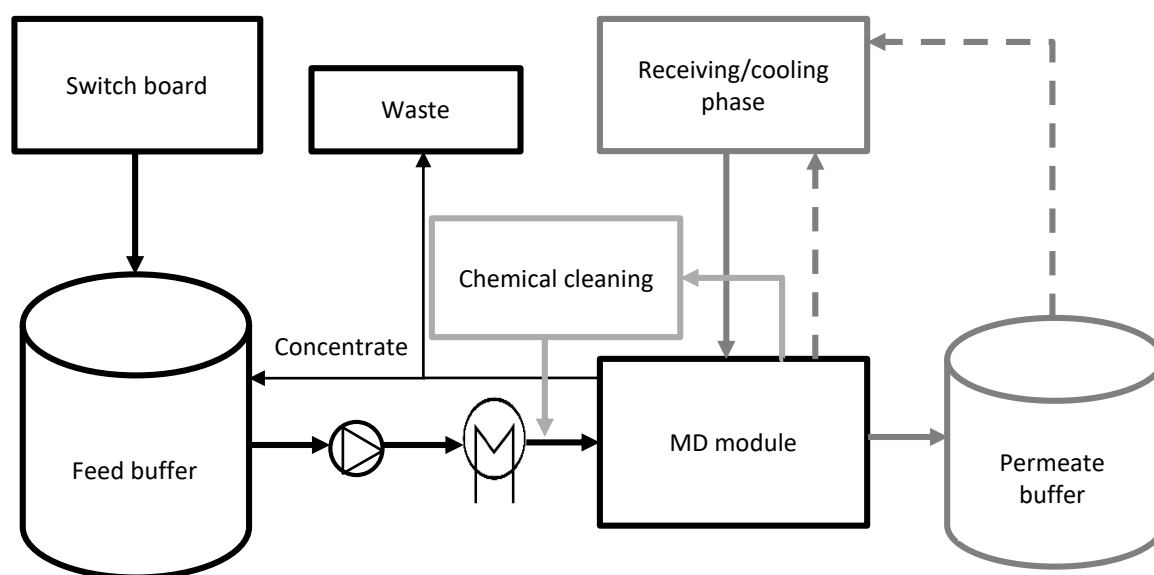 Switch board
Waste
Receiving/cooling
phase
Chemical cleaning
Concentrate
Feed buffer
MD module
Permeate
buffer